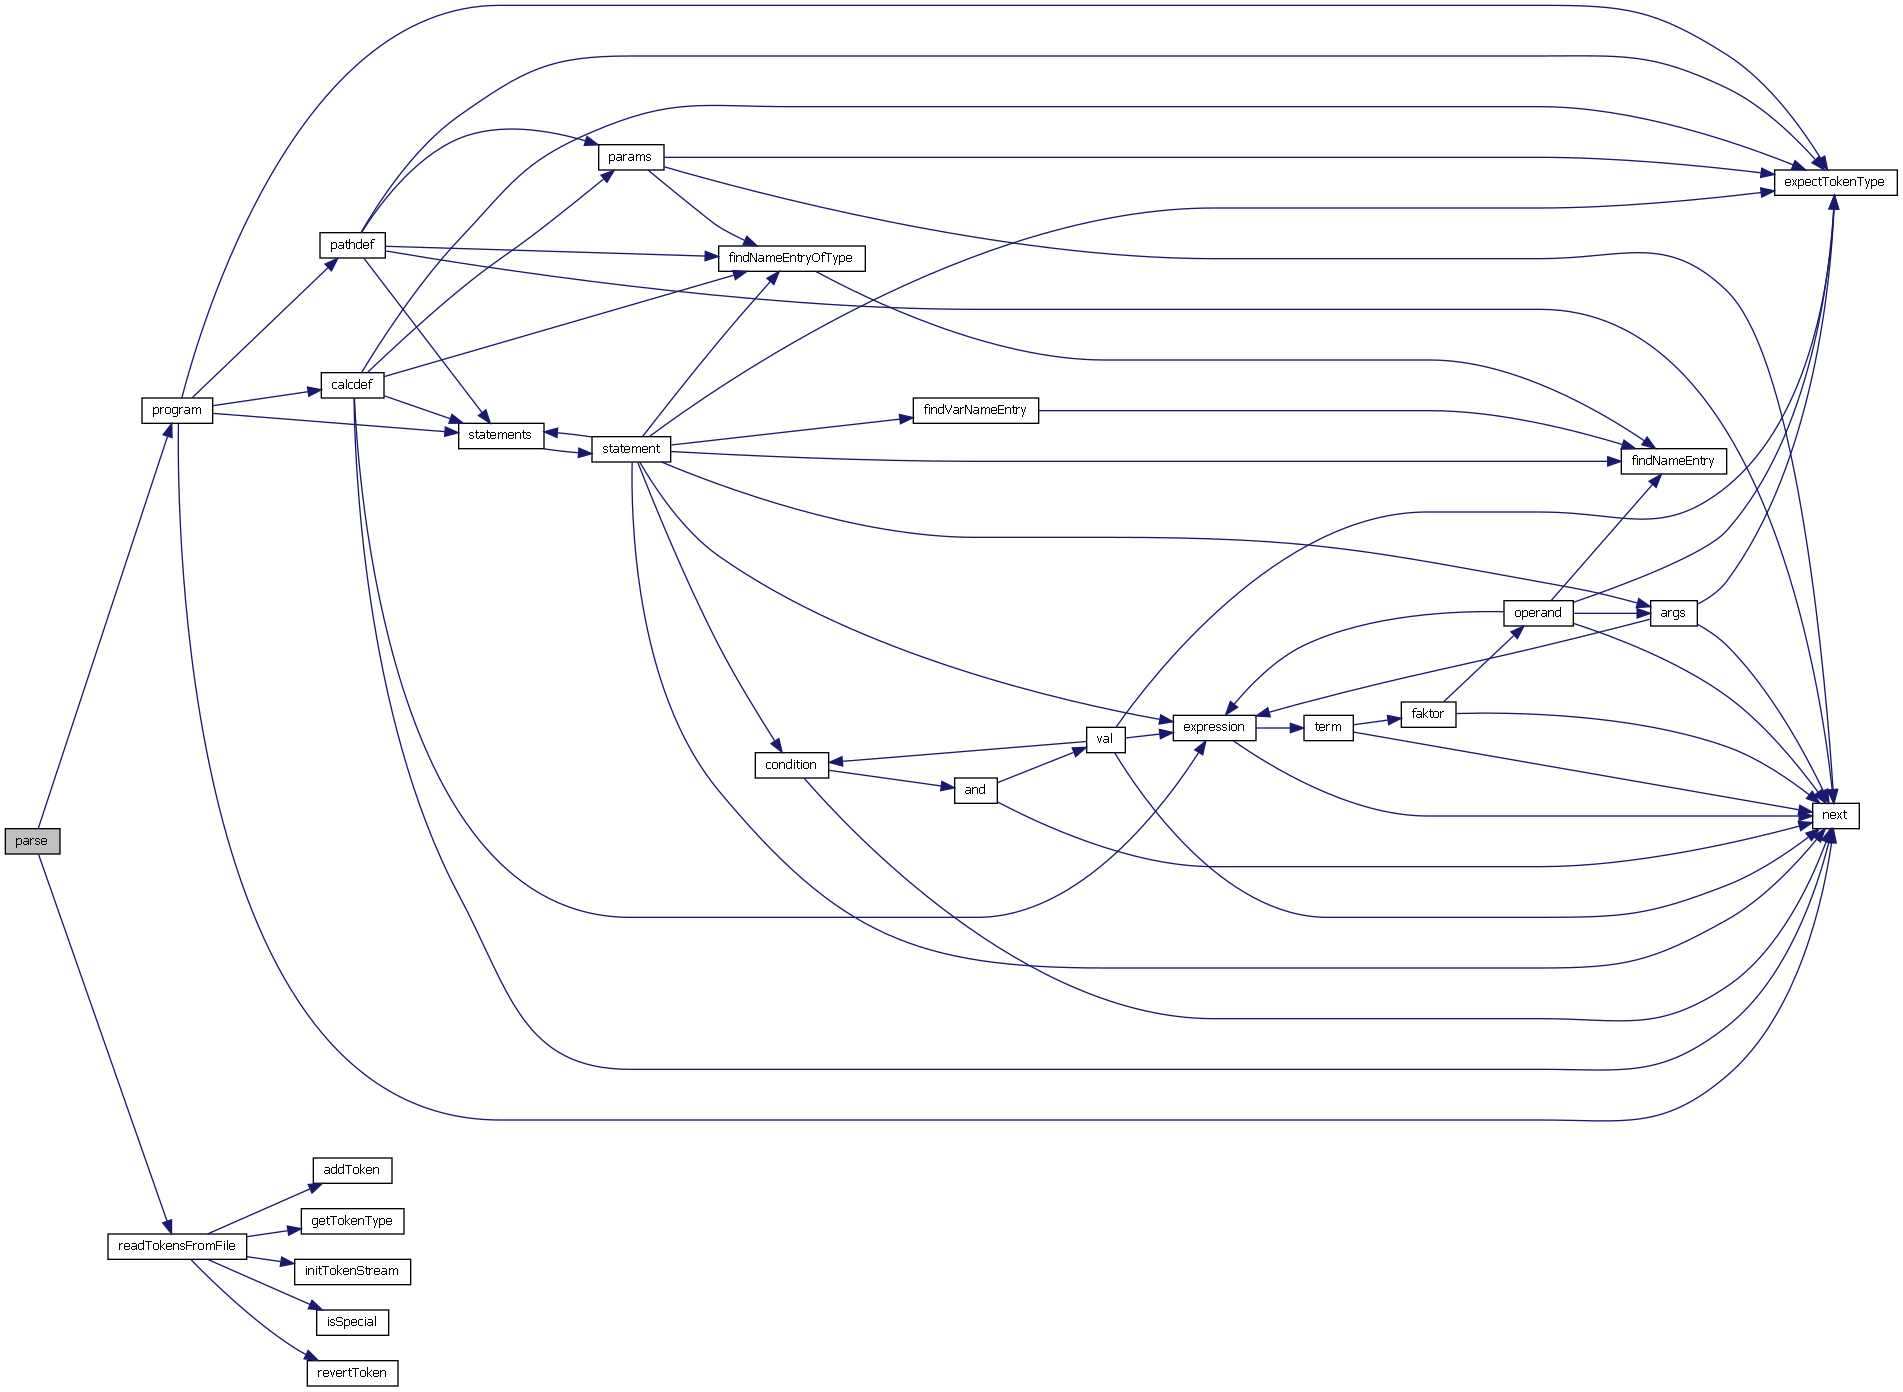 params
expectTokenType
pathdef
findNameEntryOfType
calcdef
program
findVarNameEntry
statements
statement
findNameEntry
operand
args
faktor
expression
term
val
condition
and
next
parse
addToken
getTokenType
readTokensFromFile
initTokenStream
isSpecial
revertToken